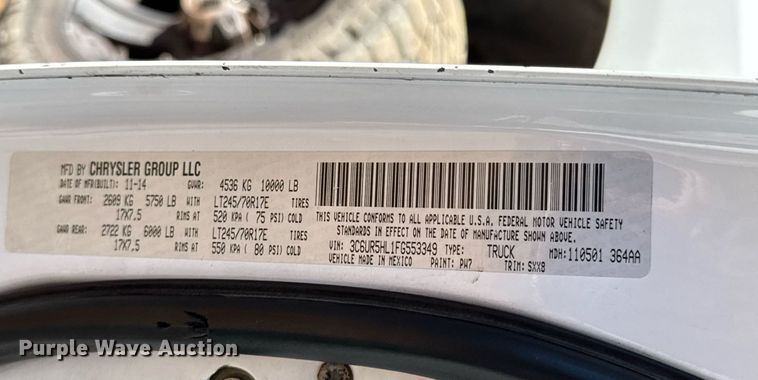 MFD BY CHRYSLER GROUP LLC
DATE OF MFR(BUILT): 11-14 GVWR: 4536 KG 10000 LB
GAWR FRONT: 2609 KG 5750 LB WITH LT245/70R17E TIRES
17X7.5 RIMS AT 520 KPA ( 75 PSI) COLD
GAWR REAR: 2722 KG 6000 LB WITH LT245/70R17E TIRES
17X7.5 RIMS AT 550 KPA ( 80 PSI) COLD
THIS VEHICLE CONFORMS TO ALL APPLICABLE U.S.A. FEDERAL MOTOR VEHICLE SAFETY
STANDARDS IN EFFECT ON THE DATE OF MANUFACTURE SHOWN ABOVE.
VIN: 3C6UR5HL1FG553349 TYPE: TRUCK MDH: 110501 364AA
VEHICLE MADE IN MEXICO PAINT: PW7 TRIM: SXX8
Purple Wave Auction